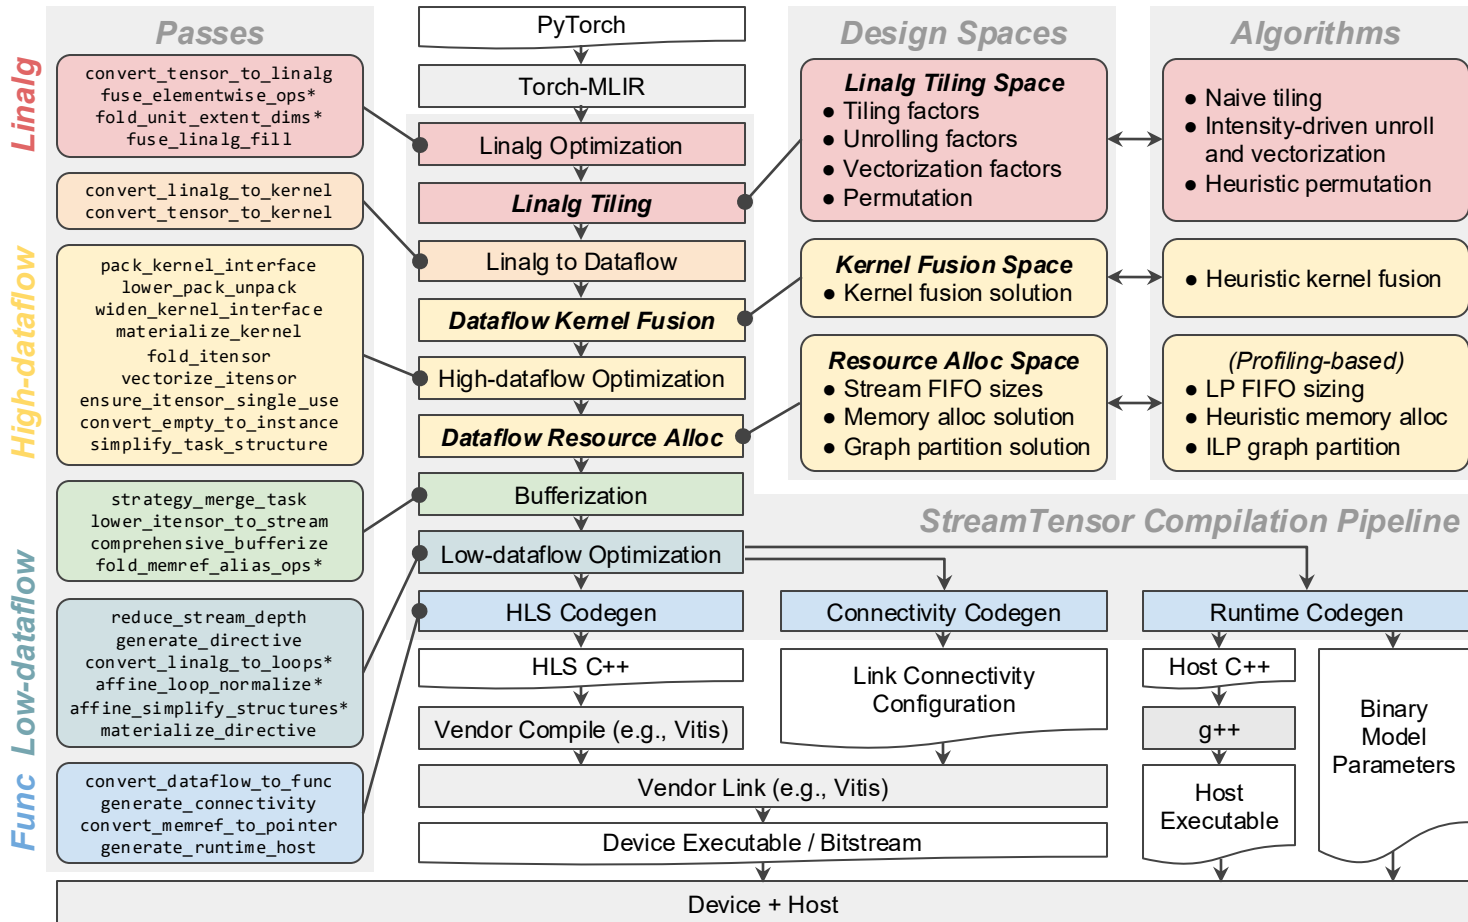 Passes
Linalg
convert_tensor_to_linalg
fuse_elementwise_ops*
fold_unit_extent_dims*
fuse_linalg_fill
convert_linalg_to_kernel
convert_tensor_to_kernel
High-dataflow
pack_kernel_interface
lower_pack_unpack
widen_kernel_interface
materialize_kernel
fold_itensor
vectorize_itensor
ensure_itensor_single_use
convert_empty_to_instance
simplify_task_structure
strategy_merge_task
lower_itensor_to_stream
comprehensive_bufferize
fold_memref_alias_ops*
Low-dataflow
reduce_stream_depth
generate_directive
convert_linalg_to_loops*
affine_loop_normalize*
affine_simplify_structures*
materialize_directive
Func
convert_dataflow_to_func
generate_connectivity
convert_memref_to_pointer
generate_runtime_host
PyTorch
Torch-MLIR
Linalg Optimization
Linalg Tiling
Linalg to Dataflow
Dataflow Kernel Fusion
High-dataflow Optimization
Dataflow Resource Alloc
Bufferization
Low-dataflow Optimization
HLS Codegen
HLS C++
Vendor Compile (e.g., Vitis)
Design Spaces
Linalg Tiling Space
● Tiling factors
● Unrolling factors
● Vectorization factors
● Permutation
Kernel Fusion Space
● Kernel fusion solution
Resource Alloc Space
● Stream FIFO sizes
● Memory alloc solution
● Graph partition solution
Algorithms
● Naive tiling
● Intensity-driven unroll
and vectorization
● Heuristic permutation
● Heuristic kernel fusion
(Profiling-based)
● LP FIFO sizing
● Heuristic memory alloc
● ILP graph partition
StreamTensor Compilation Pipeline
Connectivity Codegen
Link Connectivity
Configuration
Runtime Codegen
Host C++
g++
Host
Executable
Binary
Model
Parameters
Vendor Link (e.g., Vitis)
Device Executable / Bitstream
Device + Host